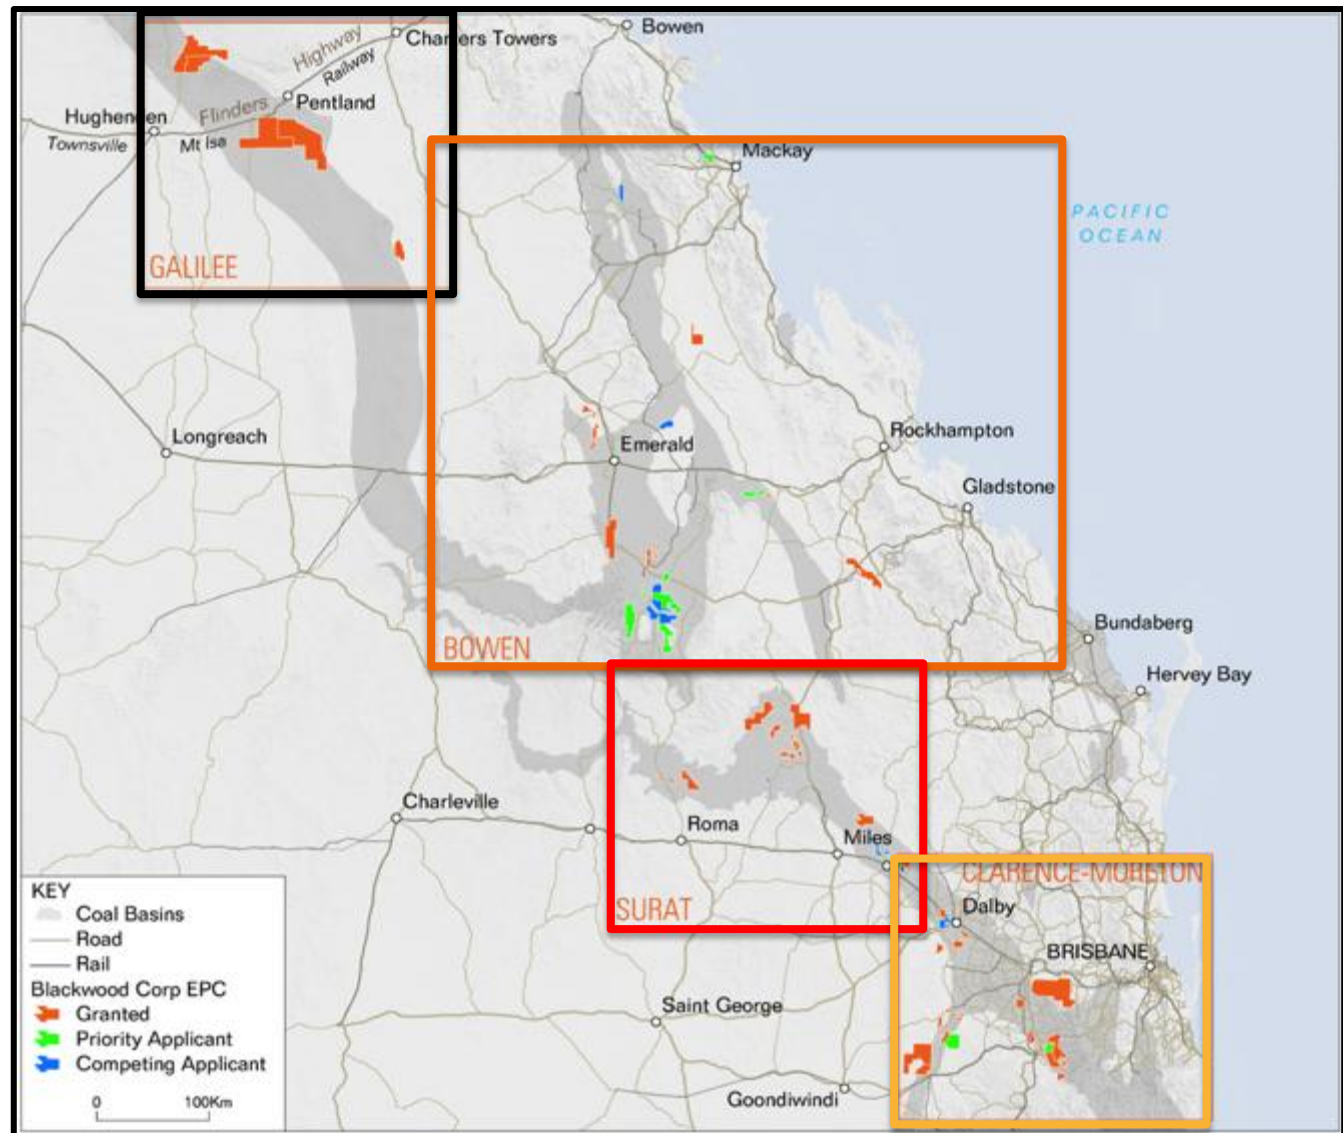 Bowen
Charters Towers
Highway
Railway
Flinders
Pentland
Hughenden
Townsville
Mt Isa
Mackay
PACIFIC
OCEAN
GALILEE
Longreach
Emerald
Rockhampton
Gladstone
BOWEN
Bundaberg
Hervey Bay
Charleville
Roma
Miles
SURAT
CLARENCE-MORETON
Dalby
BRISBANE
Saint George
Goondiwindi
KEY
Coal Basins
Road
Rail
Blackwood Corp EPC
Granted
Priority Applicant
Competing Applicant
0 100Km